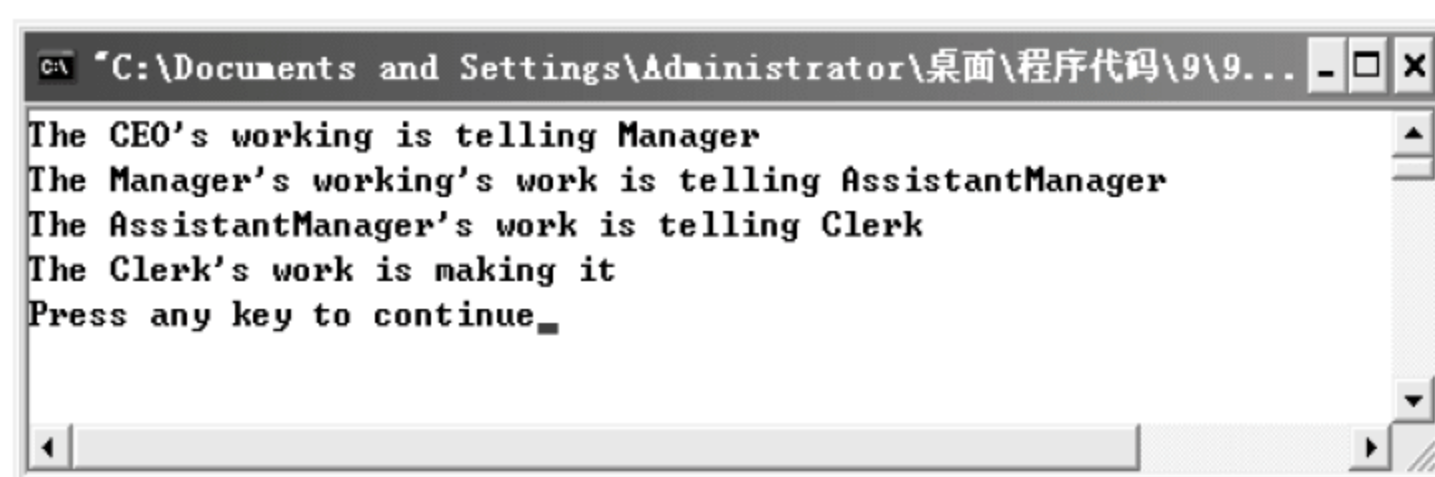 "C:\Documents and Settings\Administrator\桌面\程序代码\9\9...
The CEO's working is telling Manager
The Manager's working's work is telling AssistantManager
The AssistantManager's work is telling Clerk
The Clerk's work is making it
Press any key to continue_